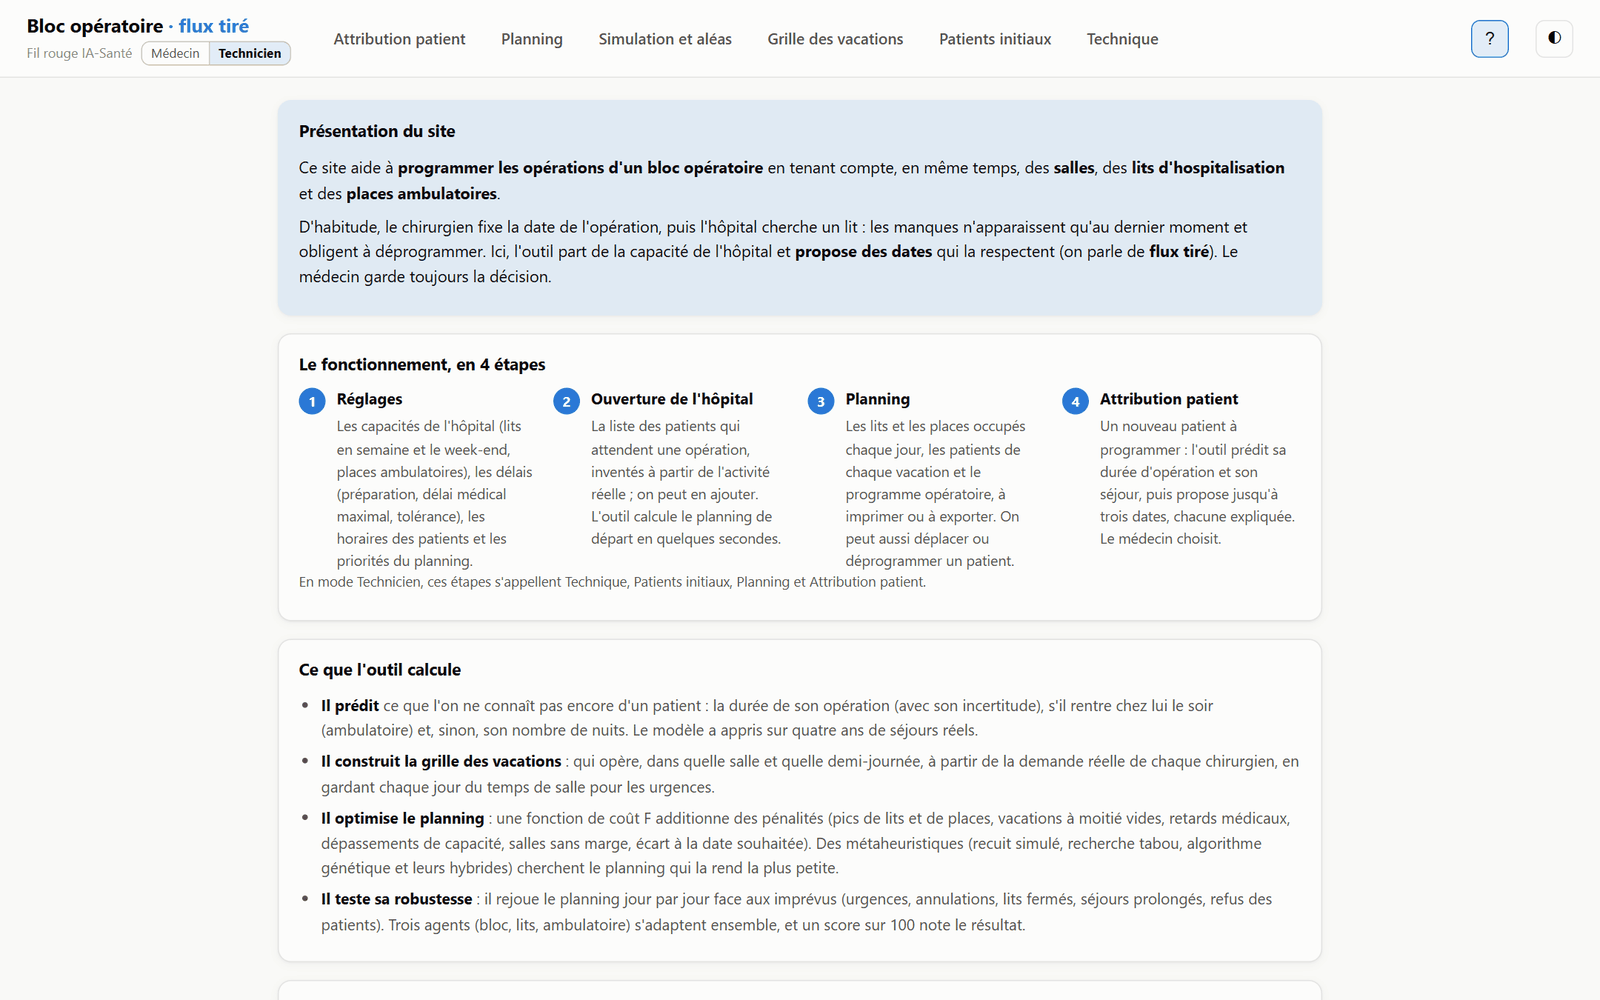 Bloc opératoire · flux tiré
Fil rouge IA-Santé
Médecin
Technicien
Attribution patient
Planning
Simulation et aléas
Grille des vacations
Patients initiaux
Technique
?
Présentation du site
Ce site aide à programmer les opérations d'un bloc opératoire en tenant compte, en même temps, des salles, des lits d'hospitalisation
et des places ambulatoires.
D'habitude, le chirurgien fixe la date de l'opération, puis l'hôpital cherche un lit : les manques n'apparaissent qu'au dernier moment et
obligent à déprogrammer. Ici, l'outil part de la capacité de l'hôpital et propose des dates qui la respectent (on parle de flux tiré). Le
médecin garde toujours la décision.
Le fonctionnement, en 4 étapes
1
Réglages
Les capacités de l'hôpital (lits
en semaine et le week-end,
places ambulatoires), les délais
(préparation, délai médical
maximal, tolérance), les
horaires des patients et les
priorités du planning.
2
Ouverture de l'hôpital
La liste des patients qui
attendent une opération,
inventés à partir de l'activité
réelle ; on peut en ajouter.
L'outil calcule le planning de
départ en quelques secondes.
3
Planning
Les lits et les places occupés
chaque jour, les patients de
chaque vacation et le
programme opératoire, à
imprimer ou à exporter. On
peut aussi déplacer ou
déprogrammer un patient.
4
Attribution patient
Un nouveau patient à
programmer : l'outil prédit sa
durée d'opération et son
séjour, puis propose jusqu'à
trois dates, chacune expliquée.
Le médecin choisit.
En mode Technicien, ces étapes s'appellent Technique, Patients initiaux, Planning et Attribution patient.
Ce que l'outil calcule
• Il prédit ce que l'on ne connaît pas encore d'un patient : la durée de son opération (avec son incertitude), s'il rentre chez lui le soir
(ambulatoire) et, sinon, son nombre de nuits. Le modèle a appris sur quatre ans de séjours réels.
• Il construit la grille des vacations : qui opère, dans quelle salle et quelle demi-journée, à partir de la demande réelle de chaque chirurgien, en
gardant chaque jour du temps de salle pour les urgences.
• Il optimise le planning : une fonction de coût F additionne des pénalités (pics de lits et de places, vacations à moitié vides, retards médicaux,
dépassements de capacité, salles sans marge, écart à la date souhaitée). Des métaheuristiques (recuit simulé, recherche tabou, algorithme
génétique et leurs hybrides) cherchent le planning qui la rend la plus petite.
• Il teste sa robustesse : il rejoue le planning jour par jour face aux imprévus (urgences, annulations, lits fermés, séjours prolongés, refus des
patients). Trois agents (bloc, lits, ambulatoire) s'adaptent ensemble, et un score sur 100 note le résultat.